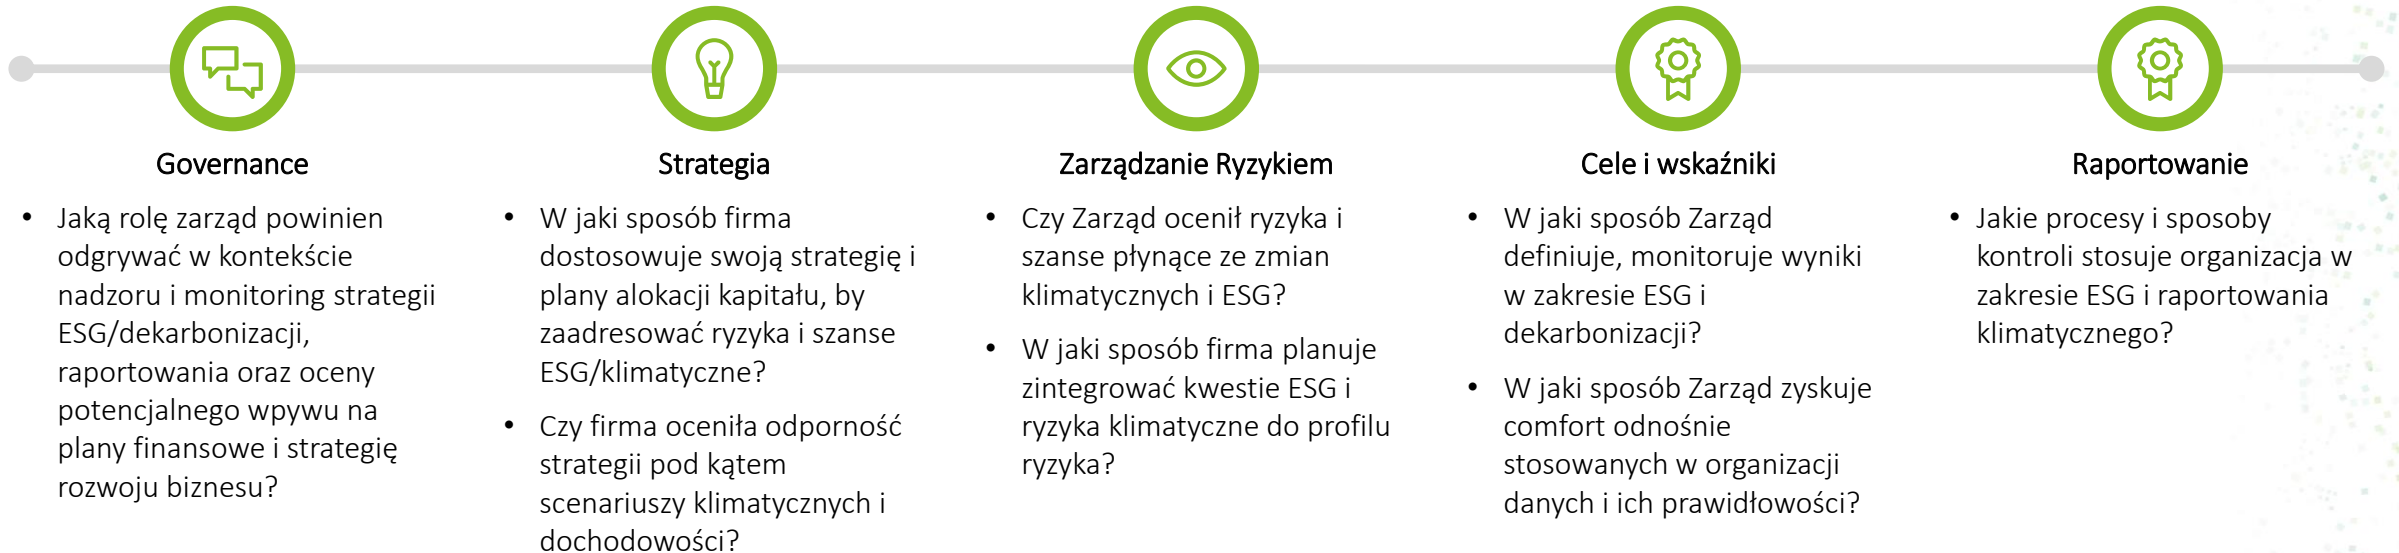 Governance
• Jaką rolę zarząd powinien
odgrywać w kontekście
nadzoru i monitoring strategii
ESG/dekarbonizacji,
raportowania oraz oceny
potencjalnego wpywu na
plany finansowe i strategię
rozwoju biznesu?
Strategia
• W jaki sposób firma
dostosowuje swoją strategię i
plany alokacji kapitału, by
zaadresować ryzyka i szanse
ESG/klimatyczne?
• Czy firma oceniła odporność
strategii pod kątem
scenariuszy klimatycznych i
dochodowości?
Zarządzanie Ryzykiem
• Czy Zarząd ocenił ryzyka i
szanse płynące ze zmian
klimatycznych i ESG?
• W jaki sposób firma planuje
zintegrować kwestie ESG i
ryzyka klimatyczne do profilu
ryzyka?
Cele i wskaźniki
• W jaki sposób Zarząd
definiuje, monitoruje wyniki
w zakresie ESG i
dekarbonizacji?
• W jaki sposób Zarząd zyskuje
comfort odnośnie
stosowanych w organizacji
danych i ich prawidłowości?
Raportowanie
• Jakie procesy i sposoby
kontroli stosuje organizacja w
zakresie ESG i raportowania
klimatycznego?